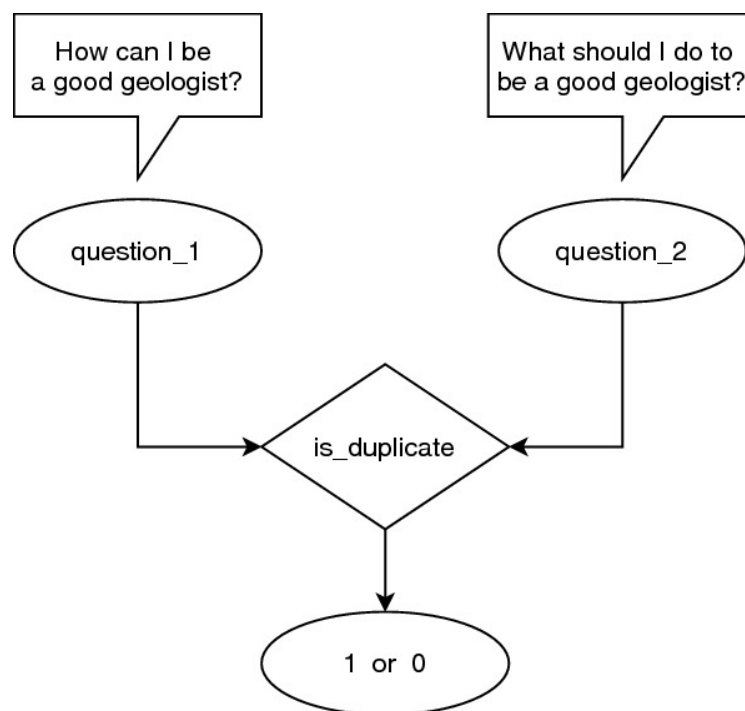 How can I be
a good geologist?
What should I do to
be a good geologist?
question_1
question_2
is_duplicate
1 or 0